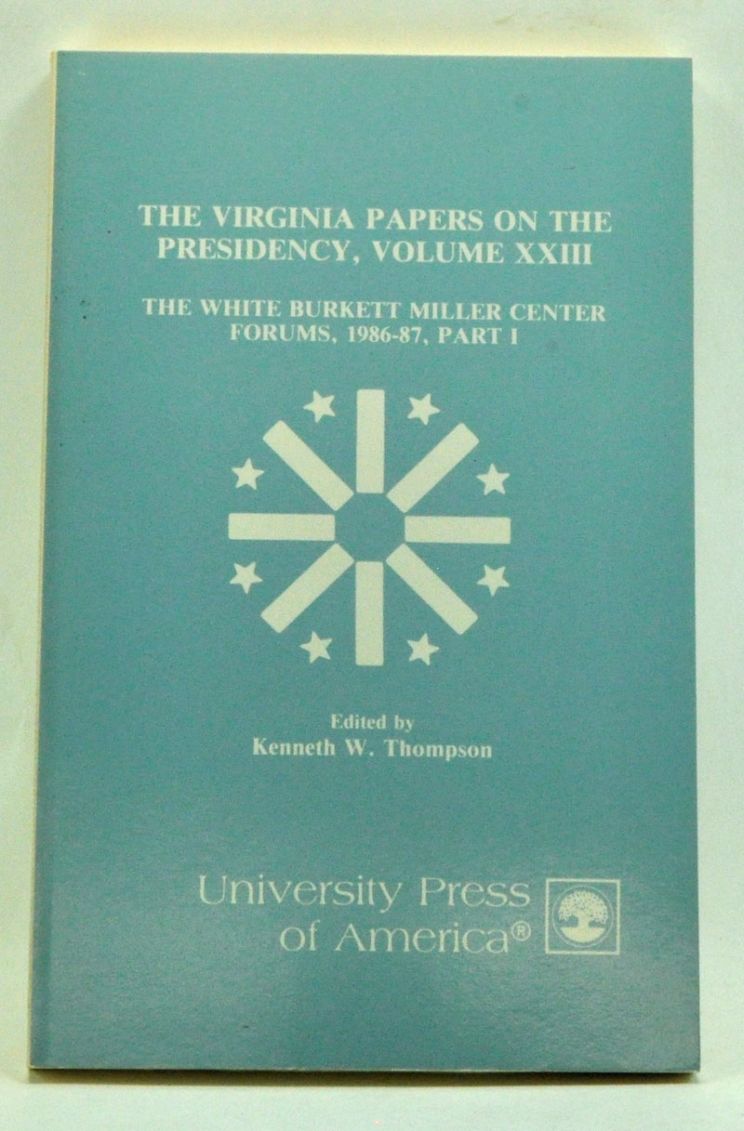 THE VIRGINIA PAPERS ON THE
PRESIDENCY, VOLUME XXIII
THE WHITE BURKETT MILLER CENTER
FORUMS, 1986-87, PART I
Edited by
Kenneth W. Thompson
University Press
of America®